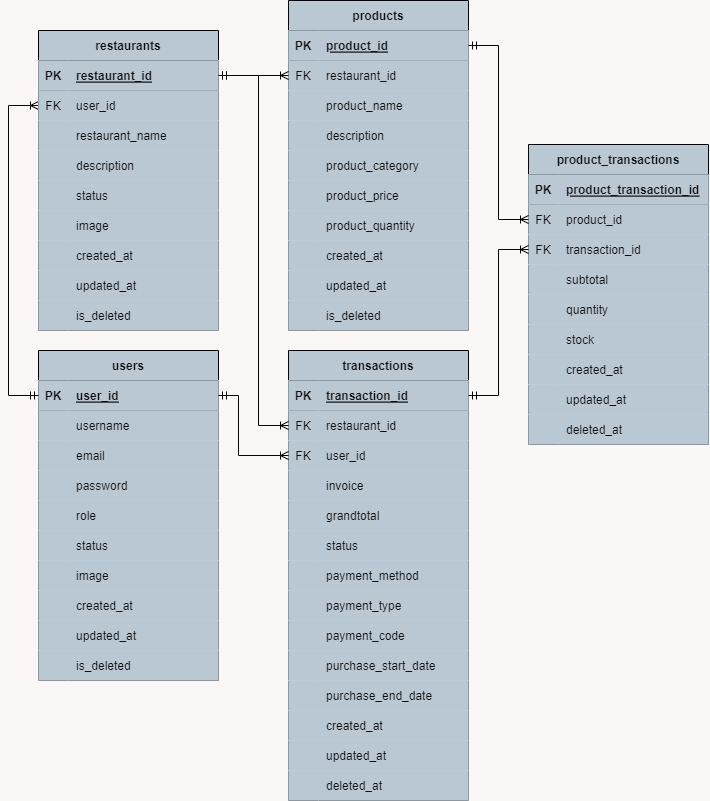 restaurants
PK restaurant_id
FK user_id
restaurant_name
description
status
image
created_at
updated_at
is_deleted
users
PK user_id
username
email
password
role
status
image
created_at
updated_at
is_deleted
products
PK product_id
FK restaurant_id
product_name
description
product_category
product_price
product_quantity
created_at
updated_at
is_deleted
transactions
PK transaction_id
FK restaurant_id
FK user_id
invoice
grandtotal
status
payment_method
payment_type
payment_code
purchase_start_date
purchase_end_date
created_at
updated_at
deleted_at
product_transactions
PK product_transaction_id
FK product_id
FK transaction_id
subtotal
quantity
stock
created_at
updated_at
deleted_at